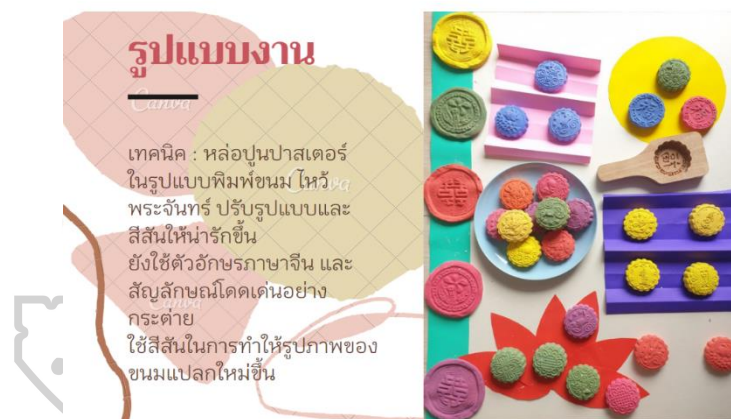 รูปแบบงาน
Canva
เทคนิค : หล่อปูนปาสเตอร์
ในรูปแบบพิมพ์ขนม ไหว้
Canva
พระจันทร์ ปรับรูปแบบและ
สีสันให้น่ารักขึ้น
ยังใช้ตัวอักษรภาษาจีน และ
สัญลักษณ์โดดเด่นอย่าง
Canva
กระต่าย
ใช้สีสันในการทำให้รูปภาพของ
ขนมแปลกใหม่ขึ้น
囍
囍